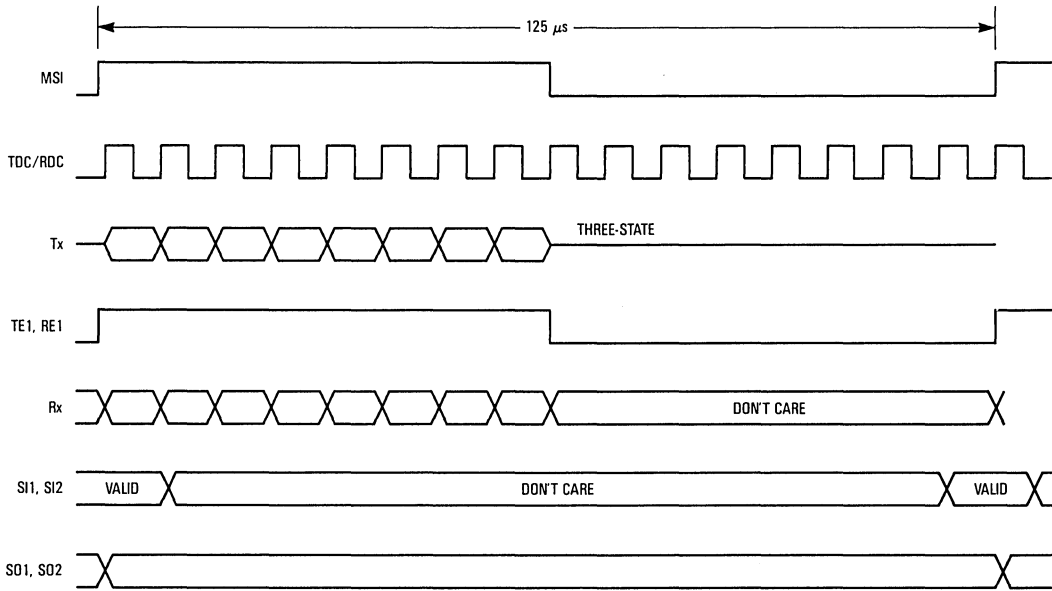 125 μs
MSI
TDC/RDC
Tx
THREE-STATE
TE1, RE1
Rx
DON'T CARE
SI1, SI2
VALID
DON'T CARE
VALID
SO1, SO2